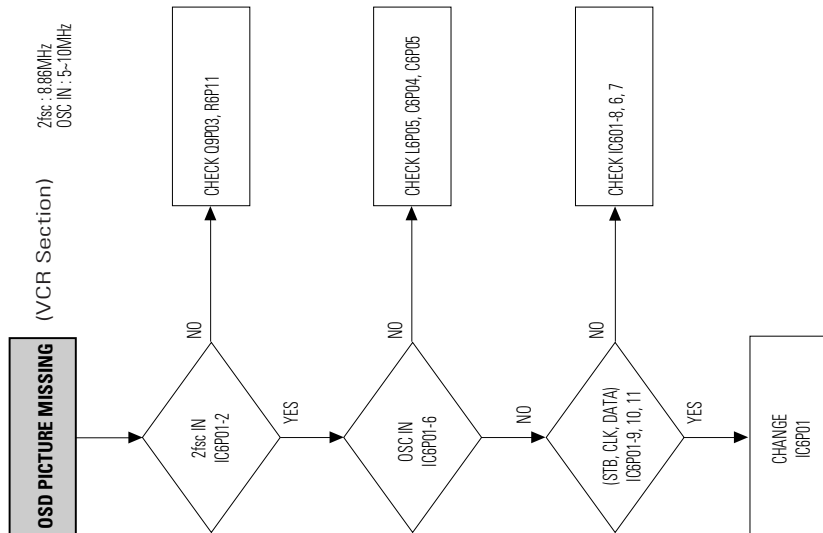 OSD PICTURE MISSING
(VCR Section)
2fsc : 8.86MHz
OSC IN : 5~10MHz
2fsc IN
IC6P01-2
NO
CHECK Q9P03, R6P11
YES
OSC IN
IC6P01-6
NO
CHECK L6P05, C6P04, C6P05
NO
(STB, CLK, DATA)
IC6P01-9, 10, 11
NO
CHECK IC601-8, 6, 7
YES
CHANGE
IC6P01